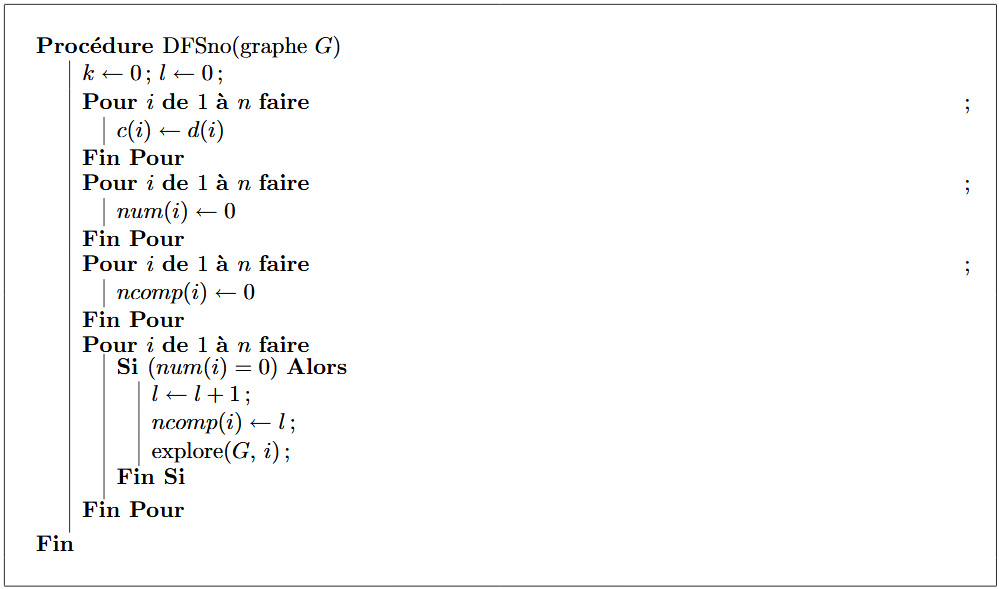 Procédure DFSno(graphe G)
k ← 0 ; l ← 0 ;
Pour i de 1 à n faire ;
c(i) ← d(i)
Fin Pour
Pour i de 1 à n faire ;
num(i) ← 0
Fin Pour
Pour i de 1 à n faire ;
ncomp(i) ← 0
Fin Pour
Pour i de 1 à n faire
Si (num(i) = 0) Alors
l ← l + 1 ;
ncomp(i) ← l ;
explore(G, i) ;
Fin Si
Fin Pour
Fin